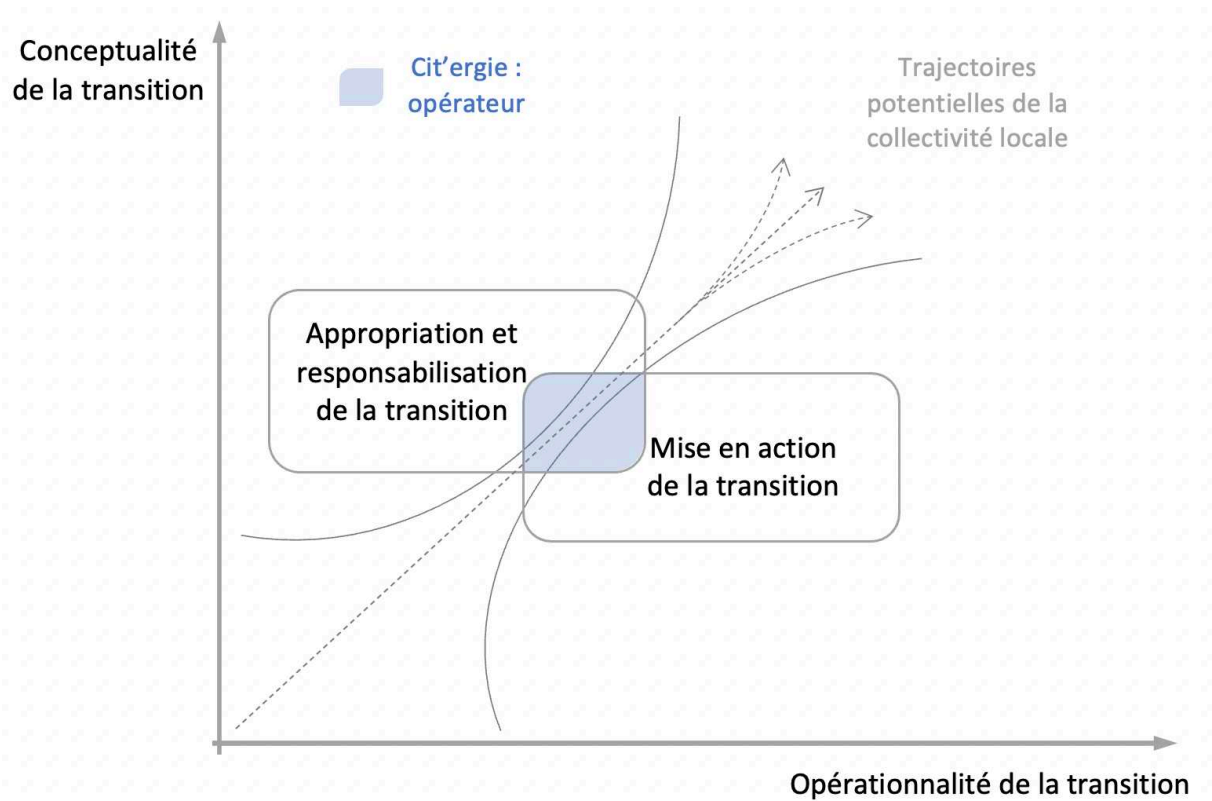 Conceptualité
de la transition
Cit’ergie :
opérateur
Trajectoires
potentielles de la
collectivité locale
Appropriation et
responsabilisation
de la transition
Mise en action
de la transition
Opérationnalité de la transition